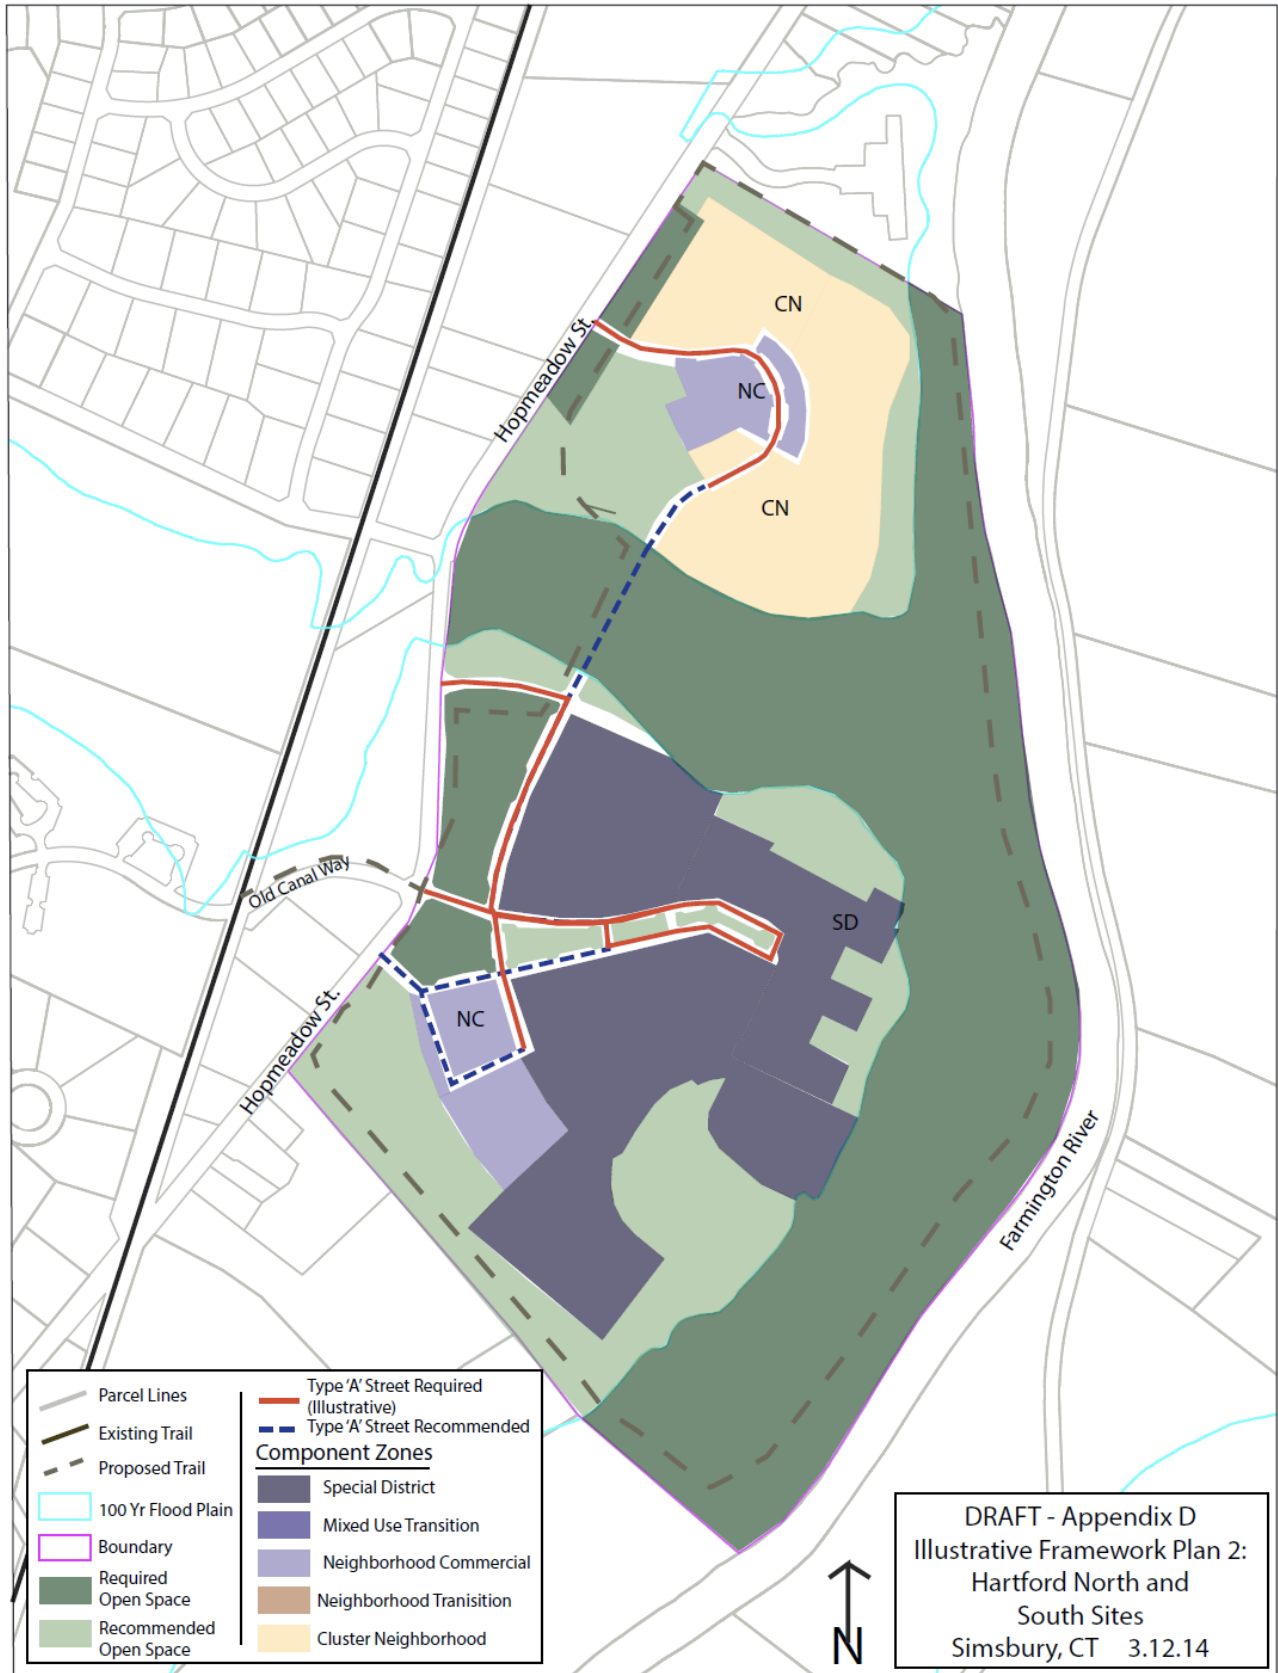 CN
Hopmeadow St.
NC
CN
Old Canal Way
SD
NC
Hopmeadow St.
Farmington River
Parcel Lines
Existing Trail
Proposed Trail
100 Yr Flood Plain
Boundary
Required
Open Space
Recommended
Open Space
Type 'A' Street Required
(Illustrative)
Type 'A' Street Recommended
Component Zones
Special District
Mixed Use Transition
Neighborhood Commercial
Neighborhood Tranisition
Cluster Neighborhood
N
DRAFT - Appendix D
Illustrative Framework Plan 2:
Hartford North and
South Sites
Simsbury, CT 3.12.14